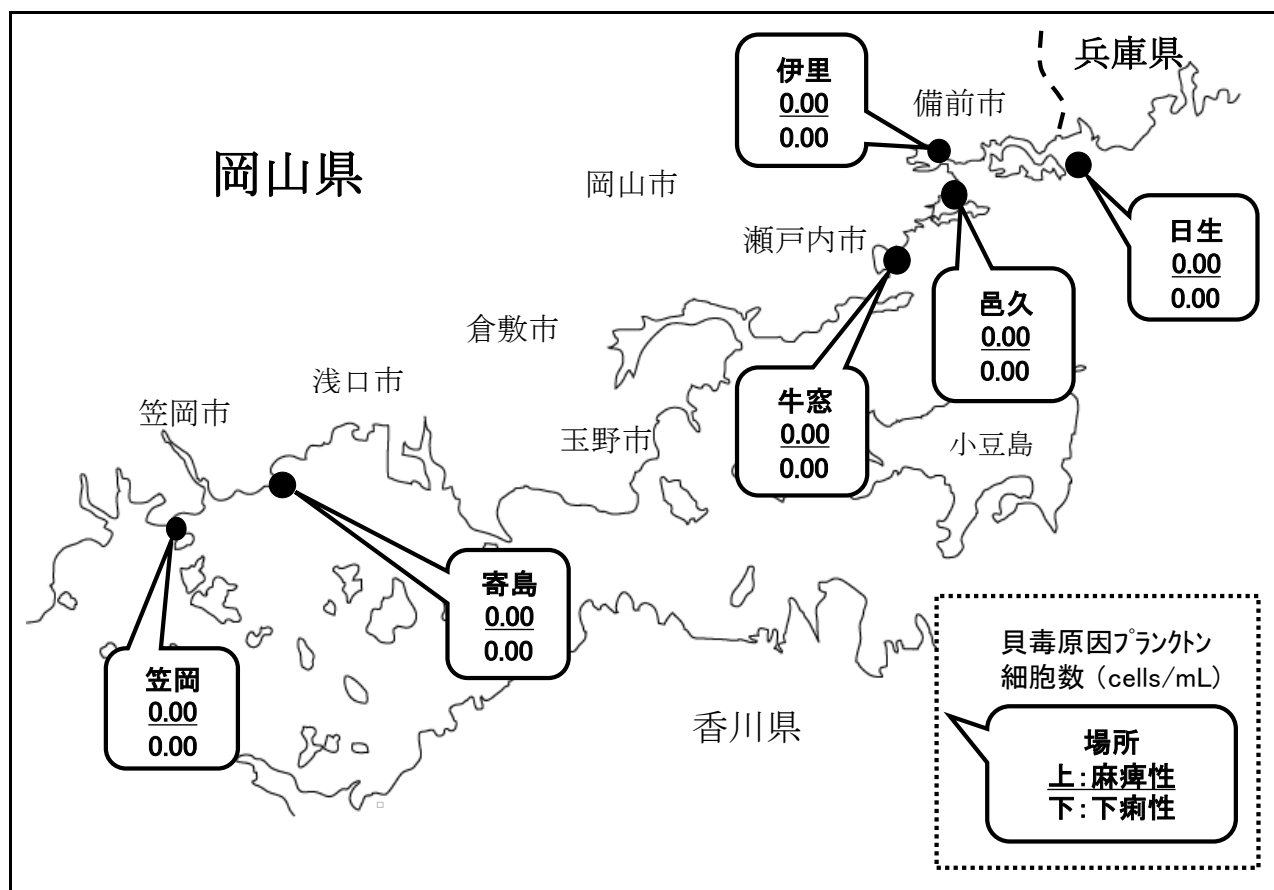 兵庫県
伊里
0.00
0.00
備前市
岡山県
岡山市
日生
0.00
0.00
瀬戸内市
邑久
0.00
0.00
倉敷市
浅口市
牛窓
0.00
0.00
笠岡市
玉野市
小豆島
寄島
0.00
0.00
笠岡
0.00
0.00
香川県
貝毒原因プランクトン
細胞数 (cells/mL)
場所
上:麻痺性
下:下痢性